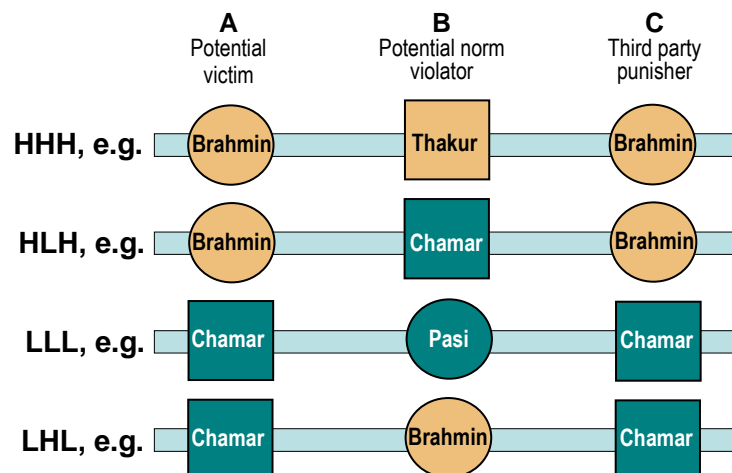 A B C
Potential victim Potential norm violator Third party punisher
HHH, e.g. Brahmin Thakur Brahmin
HLH, e.g. Brahmin Chamar Brahmin
LLL, e.g. Chamar Pasi Chamar
LHL, e.g. Chamar Brahmin Chamar